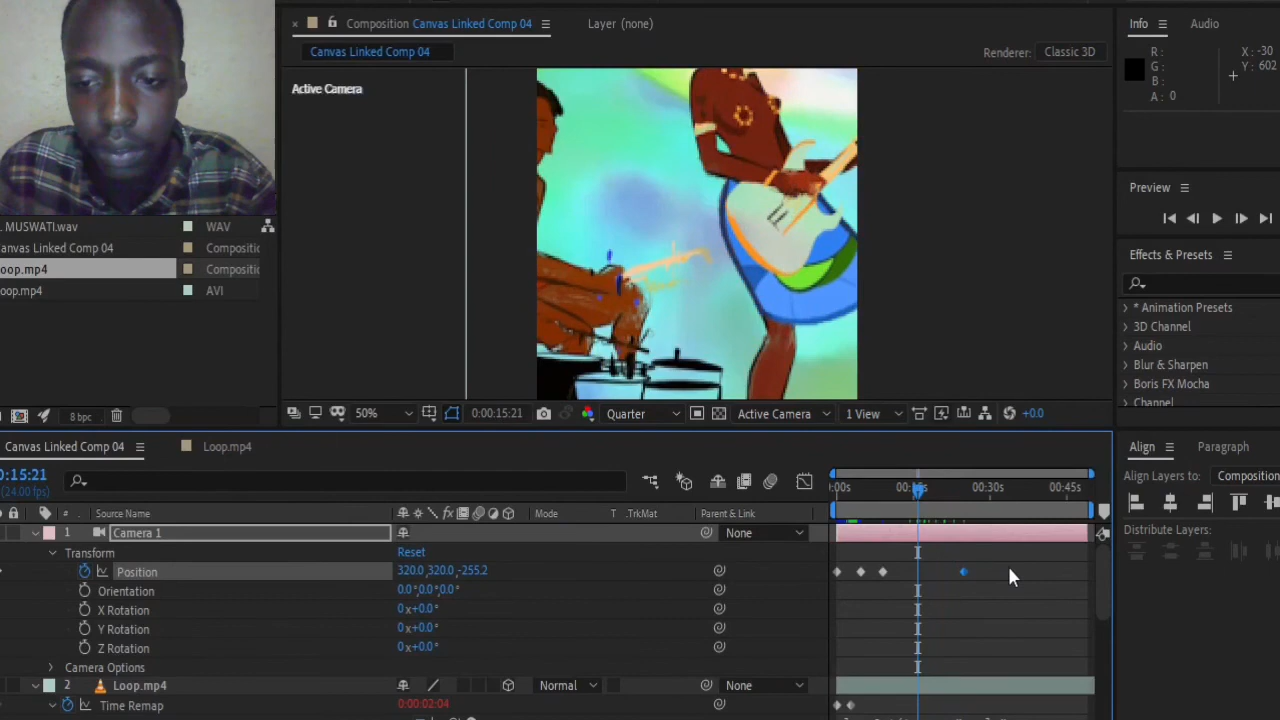 Composition Canvas Linked Comp 04
Layer (none)
Info
Audio
Canvas Linked Comp 04
Renderer:
Classic 3D
R :
G :
B :
A : 0
X : -30
Y : 602
Active Camera
Preview
MUSWATI.wav
WAV
anvas Linked Comp 04
Compositic
oop.mp4
Compositic
oop.mp4
AVI
Effects & Presets
* Animation Presets
3D Channel
Audio
Blur & Sharpen
Boris FX Mocha
Channel
8 bpc
50%
0:00:15:21
Quarter
Active Camera
1 View
+0.0
Canvas Linked Comp 04
Loop.mp4
Align
Paragraph
0:15:21
(24.00 fps)
Align Layers to:
Composition
:00s
00:30s
00:45s
#
Source Name
fx
Mode
T
.TrkMat
Parent & Link
1
Camera 1
None
Distribute Layers:
Transform
Reset
Position
320.0,320.0,-255.2
Orientation
0.0°,0.0°,0.0°
X Rotation
0x+0.0°
Y Rotation
0x+0.0°
Z Rotation
0x+0.0°
Camera Options
2
Loop.mp4
Normal
None
Time Remap
0:00:02:04